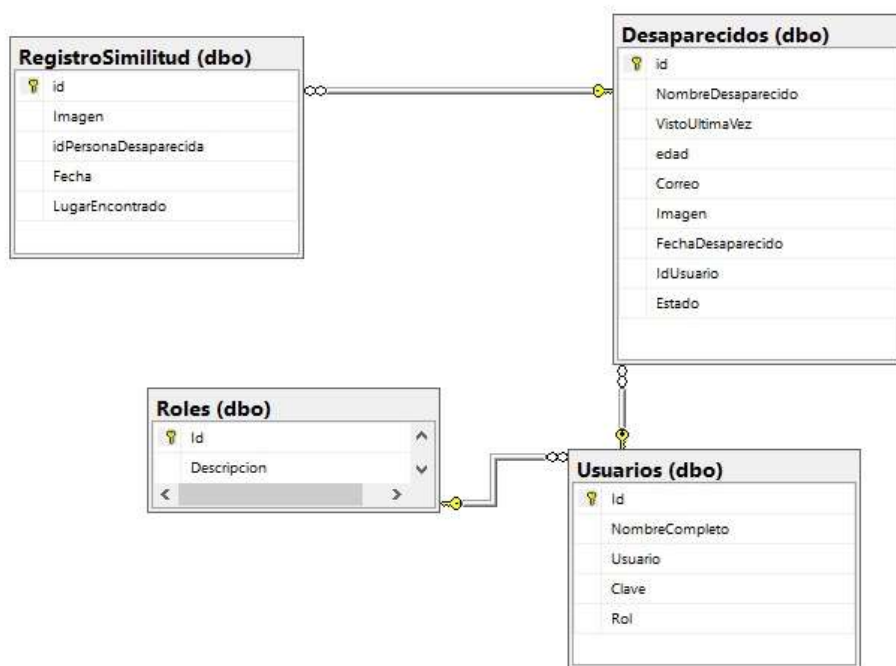 RegistroSimilitud (dbo)
id
Imagen
idPersonaDesaparecida
Fecha
LugarEncontrado
Desaparecidos (dbo)
id
NombreDesaparecido
VistoUltimaVez
edad
Correo
Imagen
FechaDesaparecido
IdUsuario
Estado
Roles (dbo)
Id
Descripcion
Usuarios (dbo)
Id
NombreCompleto
Usuario
Clave
Rol